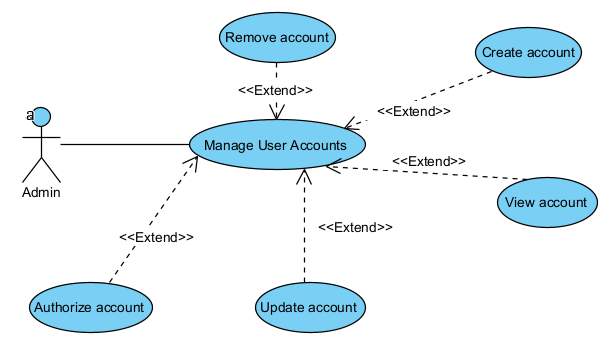 Remove account
Create account
<<Extend>>
<<Extend>>
a
Manage User Accounts
<<Extend>>
Admin
View account
<<Extend>>
<<Extend>>
Authorize account
Update account